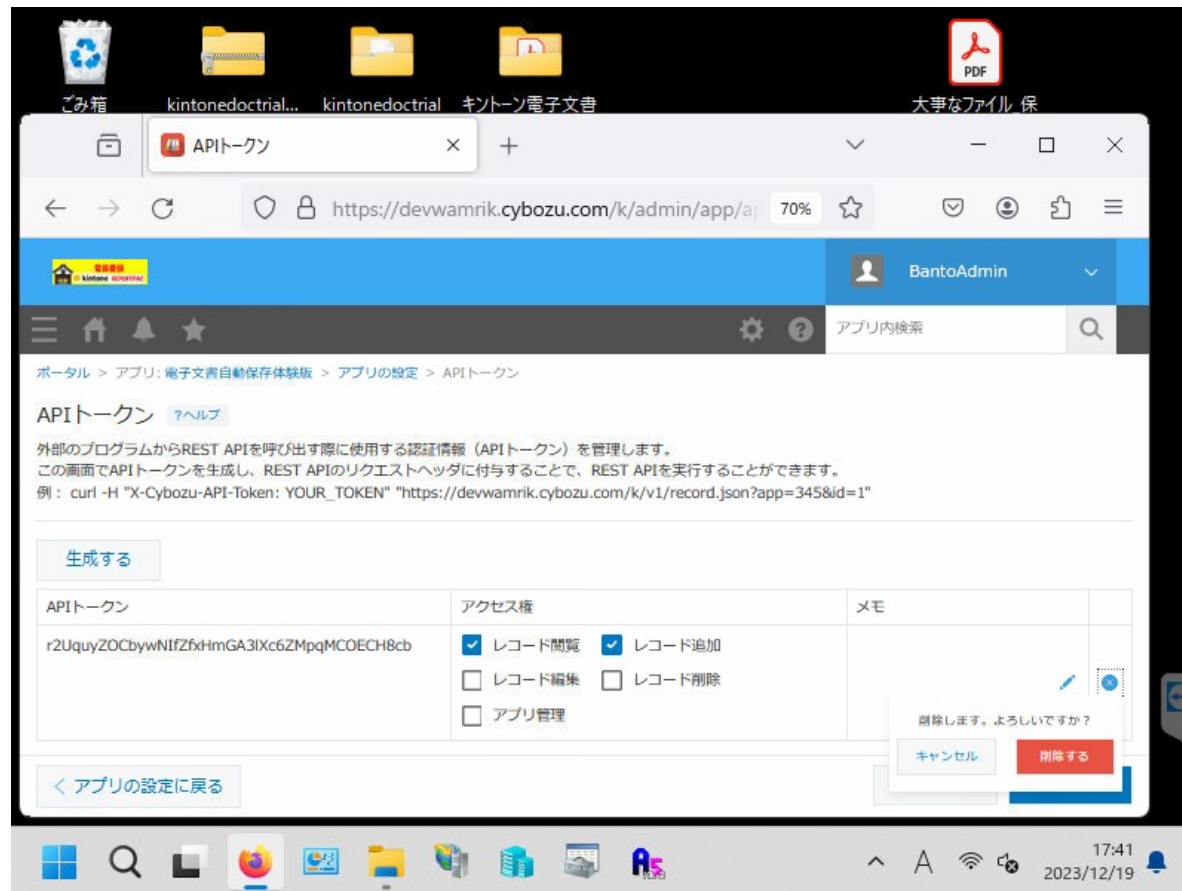 PDF
ごみ箱
kintonedoctrial...
kintonedoctrial
キントーン電子文書
大事なファイル_保
APIトークン
https://devwamrik.cybozu.com/k/admin/app/ap
70%
電帳番頭
kintone REPORTPAC
BantoAdmin
アプリ内検索
ポータル > アプリ: 電子文書自動保存体験版 > アプリの設定 > APIトークン
APIトークン ?ヘルプ
外部のプログラムからREST APIを呼び出す際に使用する認証情報（APIトークン）を管理します。
この画面でAPIトークンを生成し、REST APIのリクエストヘッダに付与することで、REST APIを実行することができます。
例： curl -H "X-Cybozu-API-Token: YOUR_TOKEN" "https://devwamrik.cybozu.com/k/v1/record.json?app=345&id=1"
生成する
APIトークン アクセス権 メモ
r2UquyZOCbywNIfZfxHmGA3lXc6ZMpqMCOECH8cb
レコード閲覧 レコード追加
レコード編集 レコード削除
アプリ管理
削除します。よろしいですか？
キャンセル 削除する
< アプリの設定に戻る
A
17:41
2023/12/19